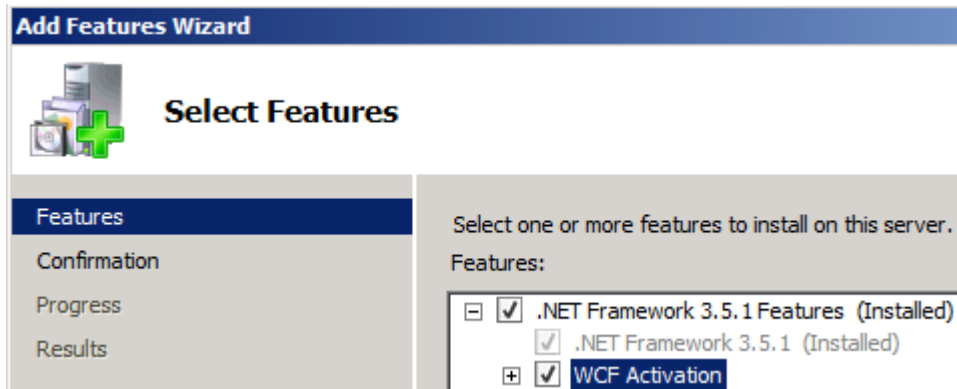 Add Features Wizard
Select Features
Features
Confirmation
Progress
Results
Select one or more features to install on this server.
Features:
.NET Framework 3.5.1 Features (Installed)
.NET Framework 3.5.1 (Installed)
WCF Activation